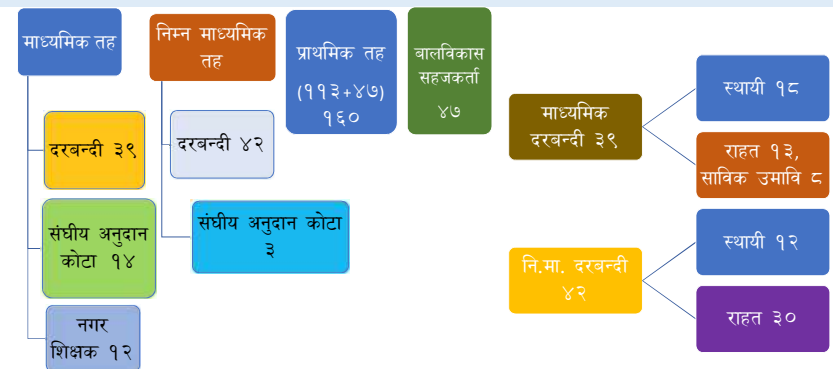 माध्यमिक तह
दरबन्दी ३९
संघीय अनुदान
कोटा १४
नगर
शिक्षक १२
निम्न माध्यमिक
तह
दरबन्दी ४२
संघीय अनुदान कोटा
३
प्राथमिक तह
(११३+४७)
१६०
बालविकास
सहजकर्ता
४७
माध्यमिक
दरबन्दी ३९
स्थायी १८
राहत १३,
साविक उमावि ८
नि.मा. दरबन्दी
४२
स्थायी १२
राहत ३०